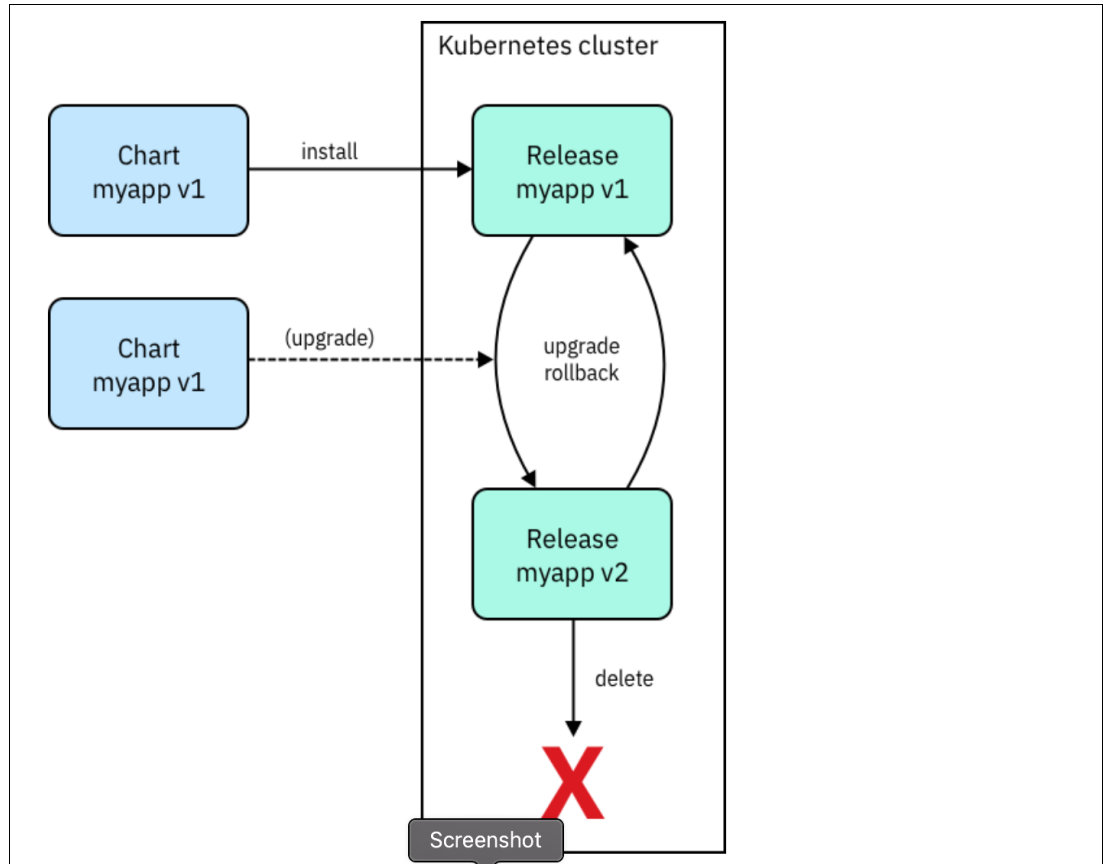 Kubernetes cluster
Chart
myapp v1
install
Release
myapp v1
Chart
myapp v1
(upgrade)
upgrade
rollback
Release
myapp v2
delete
X
Screenshot